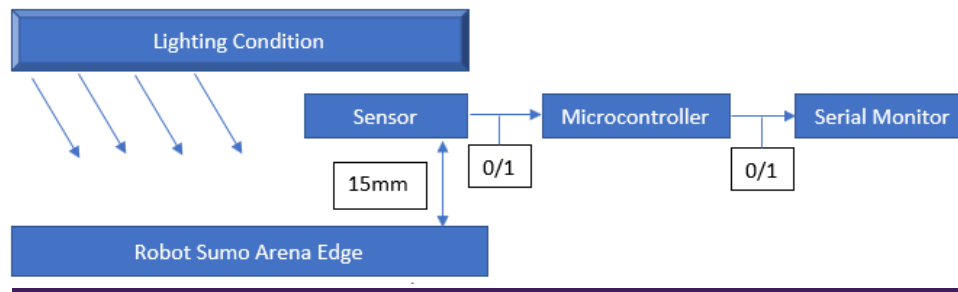 Lighting Condition
Sensor
Microcontroller
Serial Monitor
0/1
15mm
0/1
Robot Sumo Arena Edge